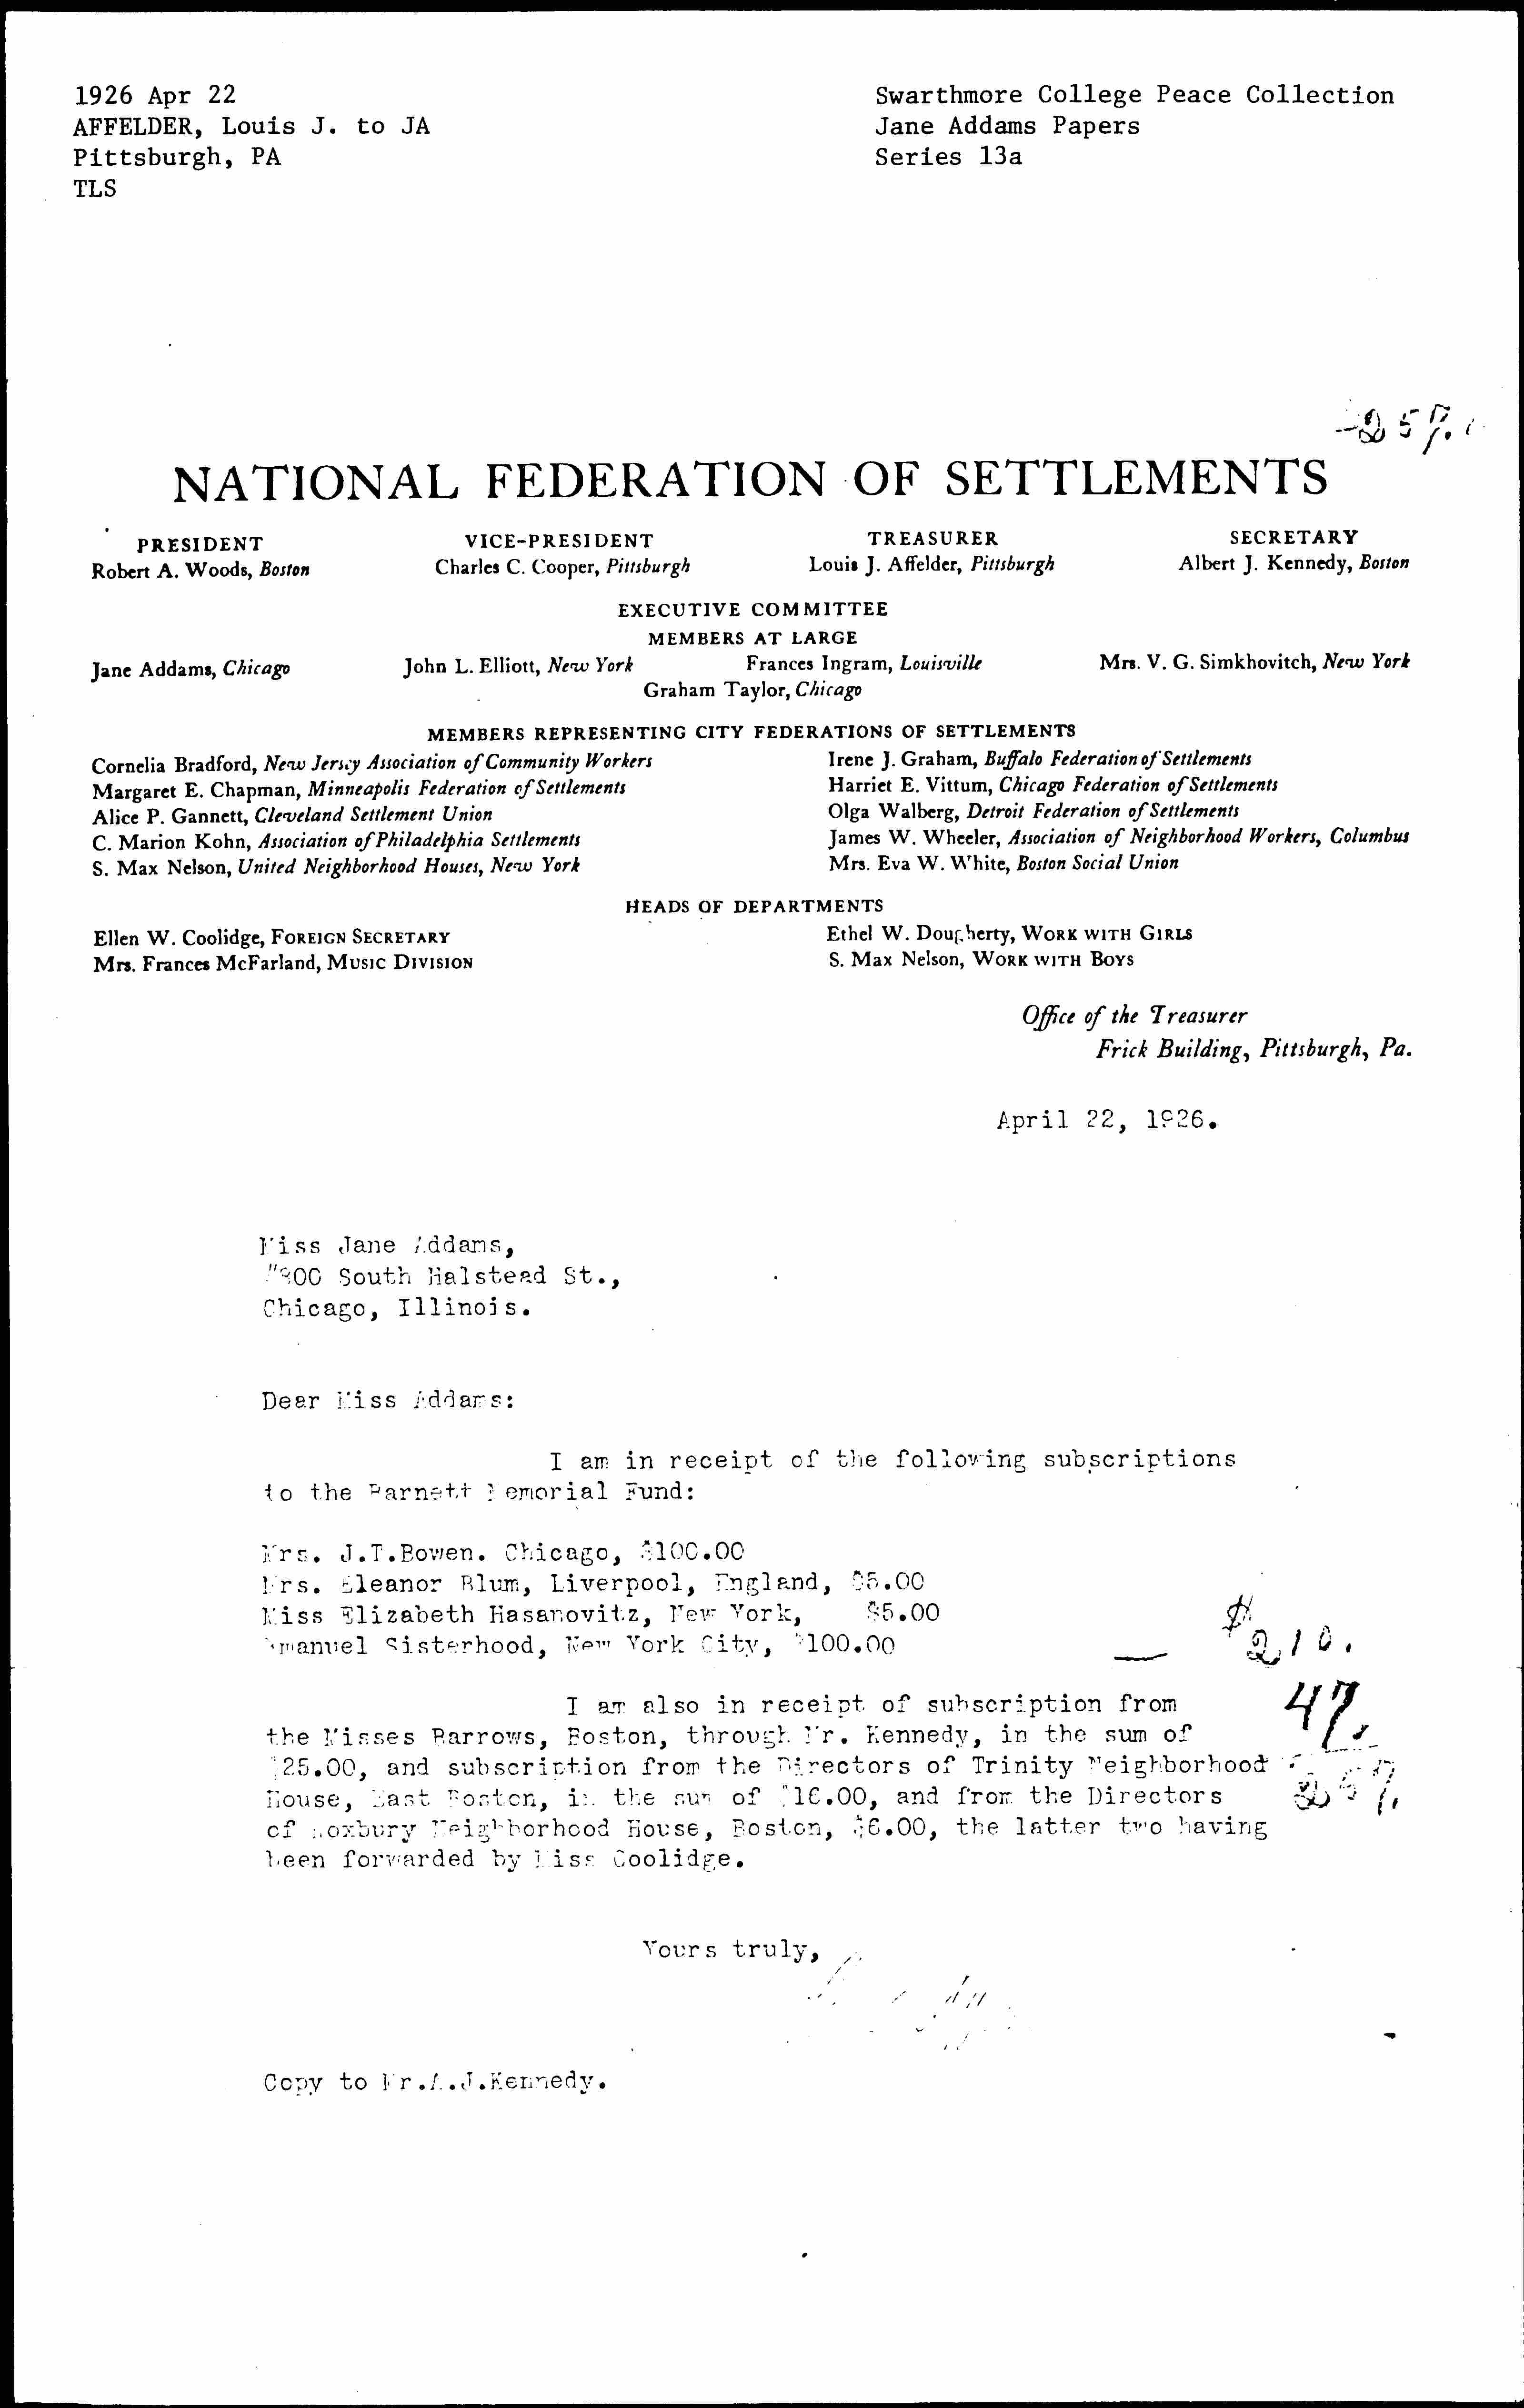 1926 Apr 22
AFFELDER, Louis J. to JA
Pittsburgh, PA
TLS
Swarthmore College Peace Collection
Jane Addams Papers
Series 13a
257.
NATIONAL FEDERATION OF SETTLEMENTS
PRESIDENT
Robert A. Woods, Boston
VICE-PRESIDENT
Charles C. Cooper, Pittsburgh
TREASURER
Louis J. Affelder, Pittsburgh
SECRETARY
Albert J. Kennedy, Boston
EXECUTIVE COMMITTEE
MEMBERS AT LARGE
Jane Addams, Chicago John L. Elliott, New York Frances Ingram, Louisville Mrs. V. G. Simkhovitch, New York
Graham Taylor, Chicago
MEMBERS REPRESENTING CITY FEDERATIONS OF SETTLEMENTS
Cornelia Bradford, New Jersey Association of Community Workers
Margaret E. Chapman, Minneapolis Federation of Settlements
Alice P. Gannett, Cleveland Settlement Union
C. Marion Kohn, Association of Philadelphia Settlements
S. Max Nelson, United Neighborhood Houses, New York
Irene J. Graham, Buffalo Federation of Settlements
Harriet E. Vittum, Chicago Federation of Settlements
Olga Walberg, Detroit Federation of Settlements
James W. Wheeler, Association of Neighborhood Workers, Columbus
Mrs. Eva W. White, Boston Social Union
HEADS OF DEPARTMENTS
Ellen W. Coolidge, FOREIGN SECRETARY
Mrs. Frances McFarland, MUSIC DIVISION
Ethel W. Dougherty, WORK WITH GIRLS
S. Max Nelson, WORK WITH BOYS
Office of the Treasurer
Frick Building, Pittsburgh, Pa.
April 22, 1926.
Miss Jane Addams,
#800 South Halstead St.,
Chicago, Illinois.
Dear Miss Addams:
I am in receipt of the following subscriptions
to the Barnett Memorial Fund:
Mrs. J.T.Bowen. Chicago, $100.00
Mrs. Eleanor Blum, Liverpool, England, $5.00
Miss Elizabeth Hasanovitz, New York, $5.00
Emanuel Sisterhood, New York City, $100.00
$210.
I am also in receipt of subscription from
the Misses Barrows, Boston, through Mr. Kennedy, in the sum of
$25.00, and subscription from the Directors of Trinity Neighborhood
House, East Boston, in the sum of $16.00, and from the Directors
of Roxbury Neighborhood House, Boston, $6.00, the latter two having
been forwarded by Miss Coolidge.
47.
257.
Yours truly,
Copy to Mr.A.J.Kennedy.